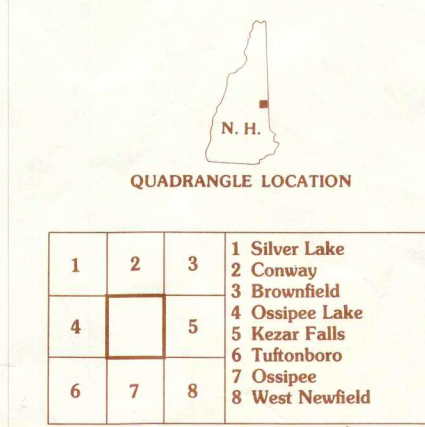 N. H.
QUADRANGLE LOCATION
1 2 3
4 5
6 7 8
1 Silver Lake
2 Conway
3 Brownfield
4 Ossipee Lake
5 Kezar Falls
6 Tuftonboro
7 Ossipee
8 West Newfield